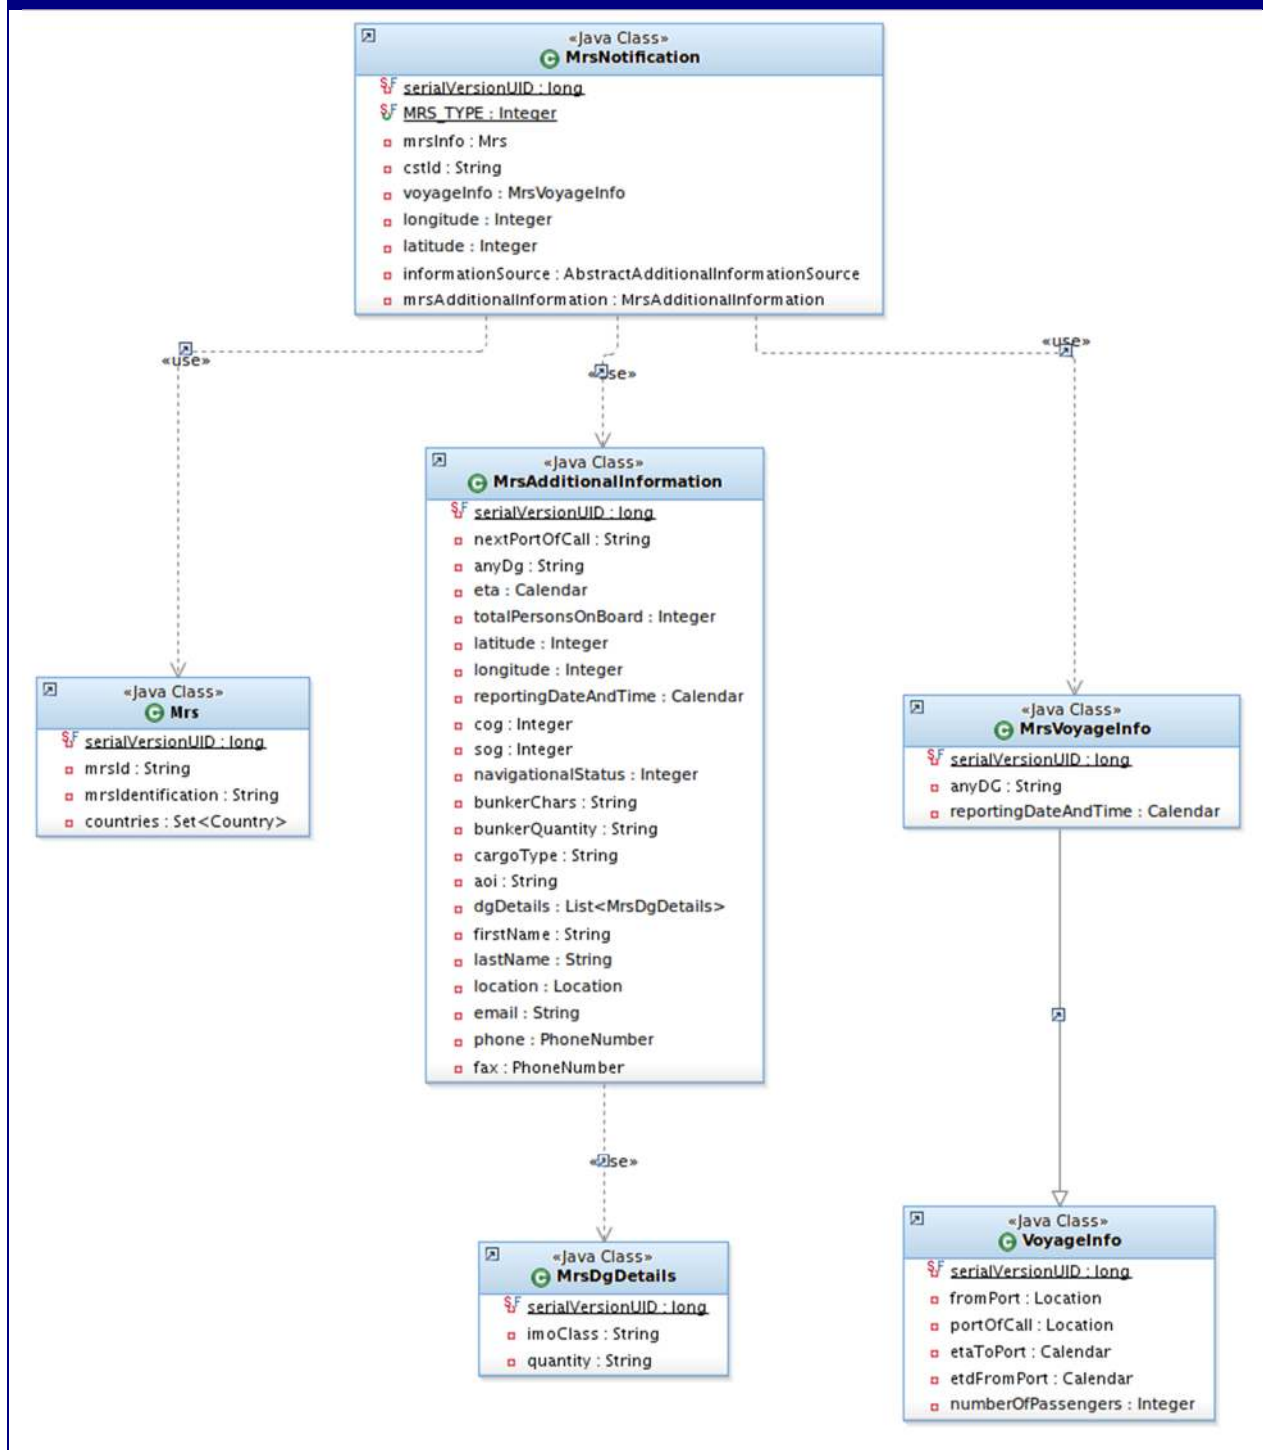 «Java Class»
MrsNotification
serialVersionUID : long
MRS_TYPE : Integer
mrsInfo : Mrs
cstId : String
voyageInfo : MrsVoyageInfo
longitude : Integer
latitude : Integer
informationSource : AbstractAdditionalInformationSource
mrsAdditionalInformation : MrsAdditionalInformation
«use»
«use»
«use»
«Java Class»
MrsAdditionalInformation
serialVersionUID : long
nextPortOfCall : String
anyDg : String
eta : Calendar
totalPersonsOnBoard : Integer
latitude : Integer
longitude : Integer
reportingDateAndTime : Calendar
cog : Integer
sog : Integer
navigationalStatus : Integer
bunkerChars : String
bunkerQuantity : String
cargoType : String
aoi : String
dgDetails : List<MrsDgDetails>
firstName : String
lastName : String
location : Location
email : String
phone : PhoneNumber
fax : PhoneNumber
«Java Class»
Mrs
serialVersionUID : long
mrsId : String
mrsIdentification : String
countries : Set<Country>
«Java Class»
MrsVoyageInfo
serialVersionUID : long
anyDG : String
reportingDateAndTime : Calendar
«use»
«Java Class»
MrsDgDetails
serialVersionUID : long
imoClass : String
quantity : String
«Java Class»
VoyageInfo
serialVersionUID : long
fromPort : Location
portOfCall : Location
etaToPort : Calendar
etdFromPort : Calendar
numberOfPassengers : Integer